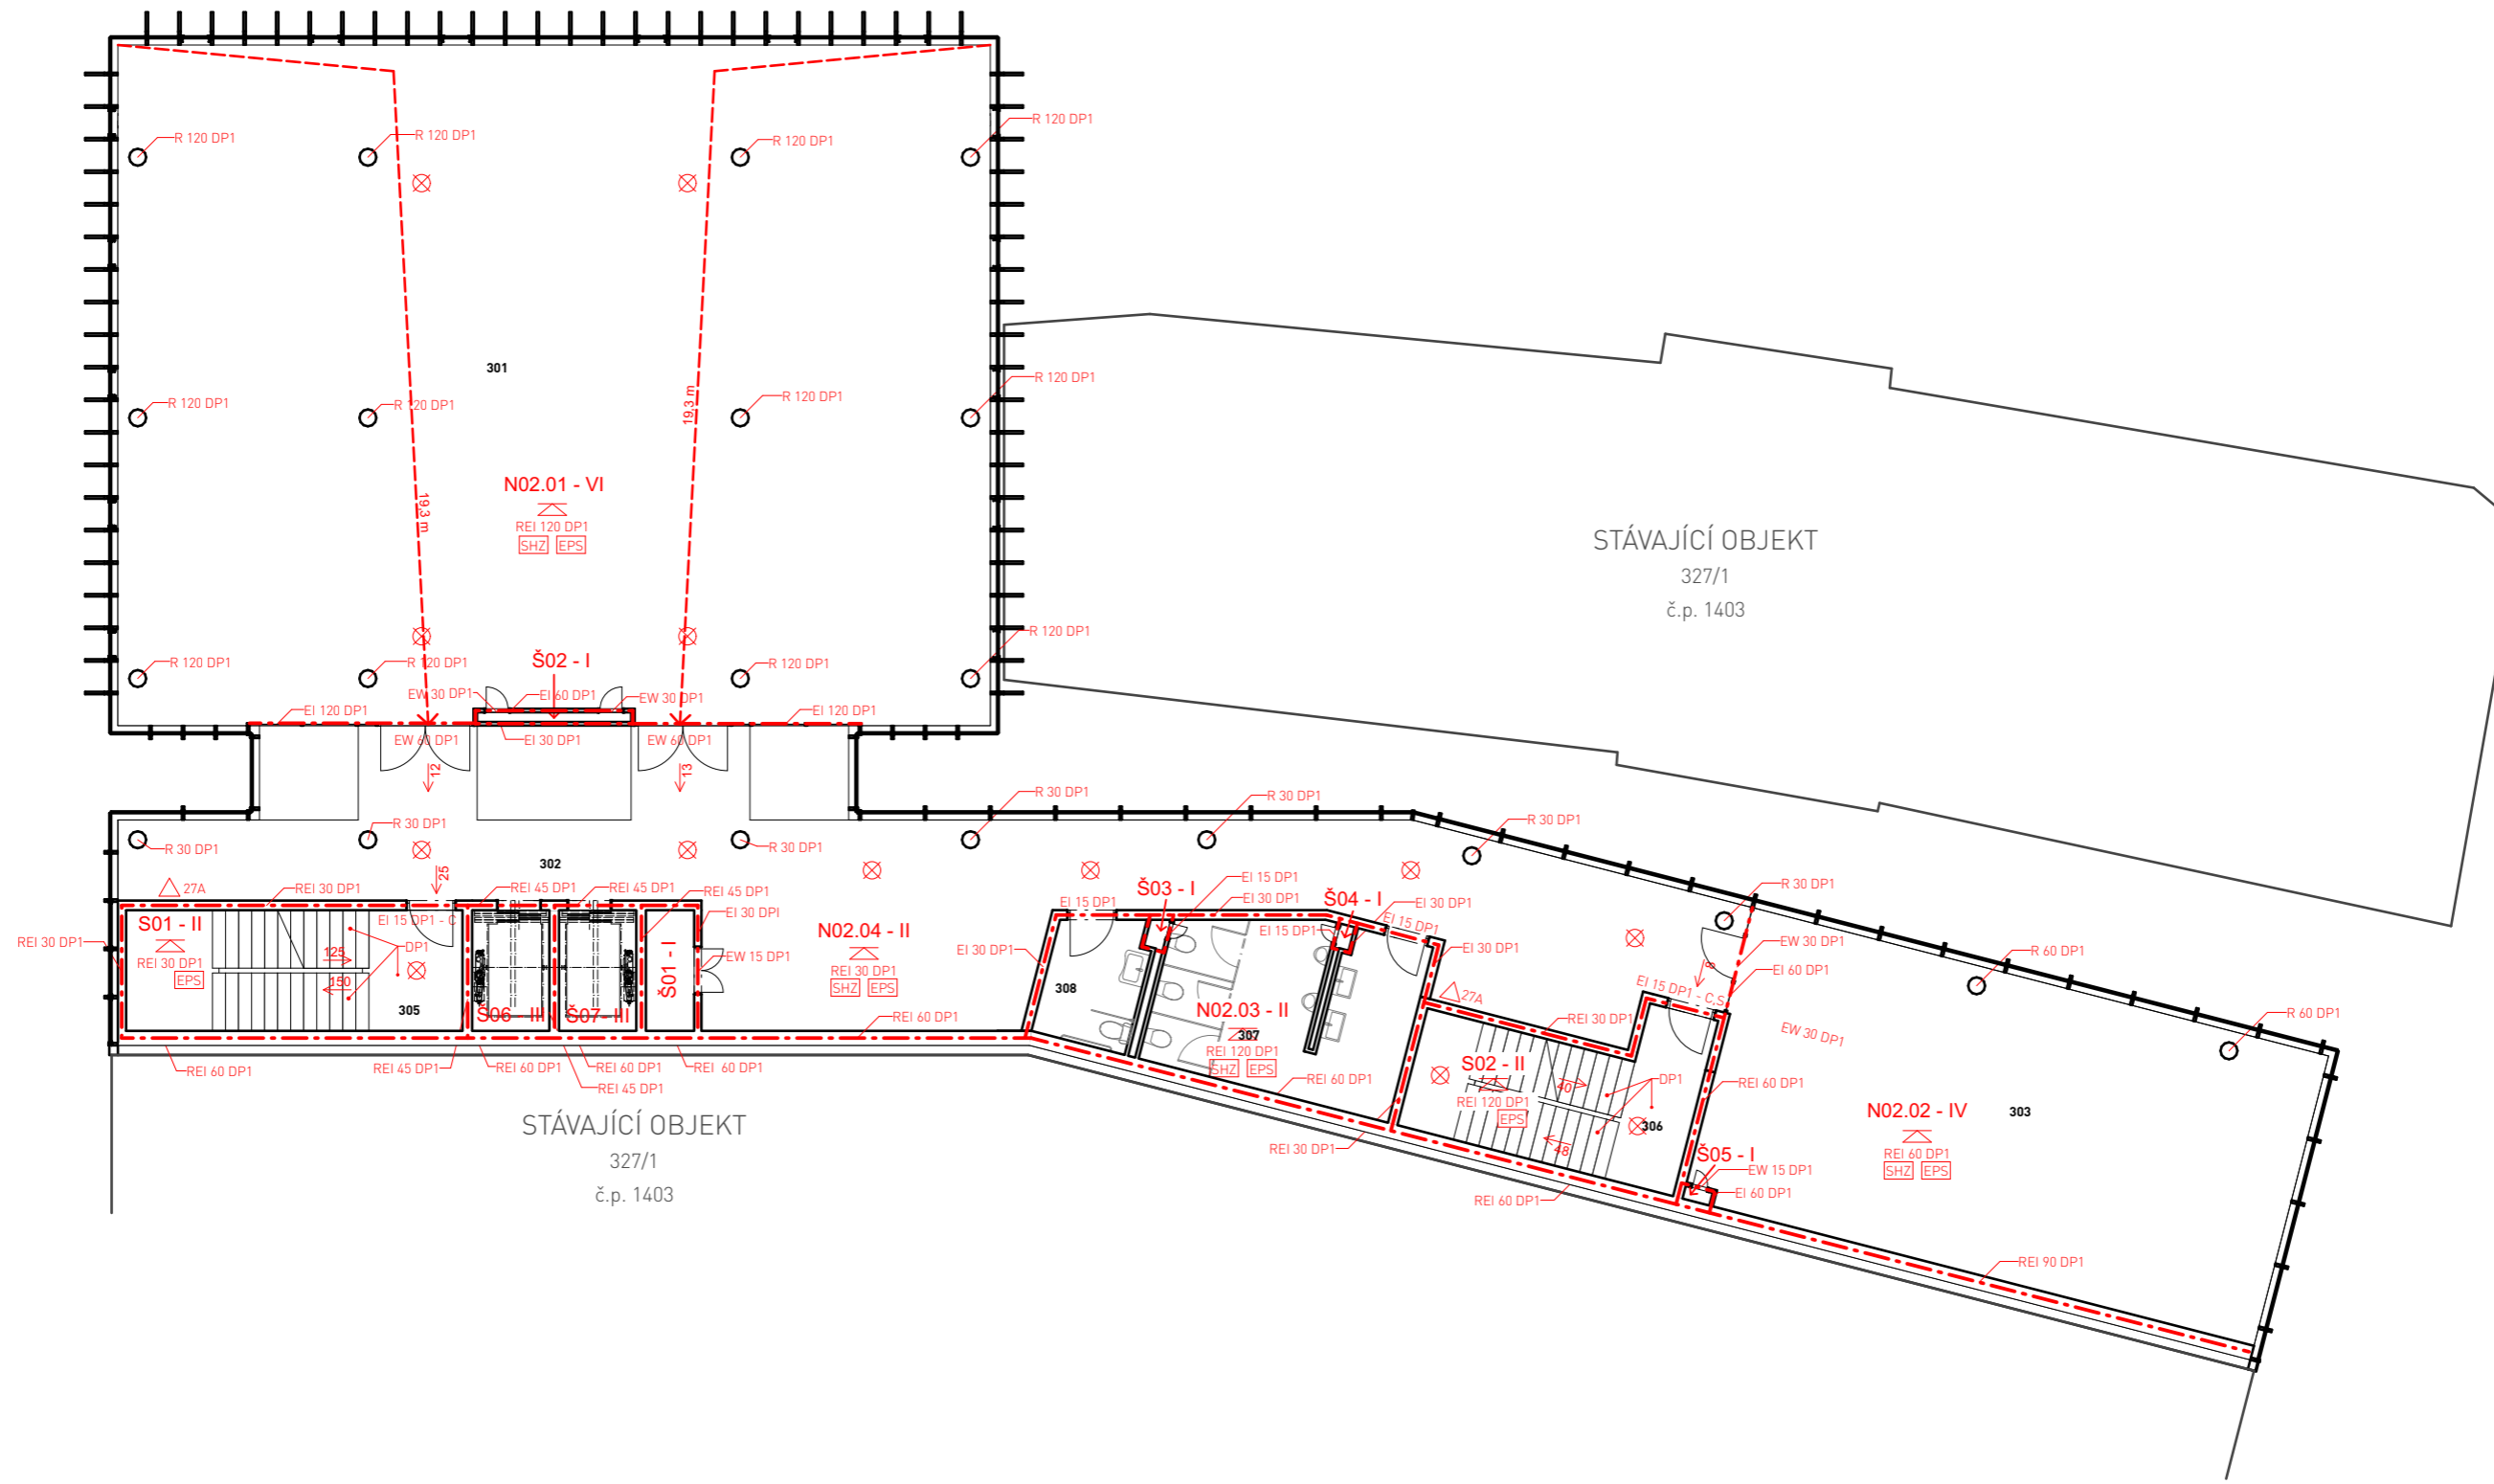 R 120 DP1
R 120 DP1
R 120 DP1
R 120 DP1
301
R 120 DP1
R 120 DP1
R 120 DP1
R 120 DP1
19,3 m
19,3 m
N02.01 - VI
REI 120 DP1
SHZ EPS
STÁVAJÍCÍ OBJEKT
327/1
č.p. 1403
R 120 DP1
R 120 DP1
Š02 - I
R 120 DP1
R 120 DP1
EW 30 DP1
EI 60 DP1
EW 30 DP1
EI 120 DP1
EI 120 DP1
EW 60 DP1
EI 30 DP1
EW 60 DP1
12
13
R 30 DP1
R 30 DP1
R 30 DP1
R 30 DP1
R 30 DP1
R 30 DP1
302
25
27A
REI 30 DP1
REI 45 DP1
REI 45 DP1
REI 45 DP1
R 30 DP1
Š03 - I
EI 15 DP1
EI 30 DP1
Š04 - I
EI 30 DP1
EI 15 DP1
EI 15 DP1
EI 15 DP1
EI 30 DP1
S01 - II
EI 15 DP1 - C
EI 30 DPI
N02.04 - II
REI 30 DP1
SHZ EPS
REI 30 DP1
REI 30 DP1
EPS
125
150
DP1
305
Š06 - III
Š07- III
Š01 - I
EW 15 DP1
EI 30 DP1
308
N02.03 - II
307
REI 120 DP1
SHZ EPS
27A
REI 30 DP1
EI 15 DP1 - C,S
8
EW 30 DP1
EI 60 DP1
R 60 DP1
EW 30 DP1
R 60 DP1
REI 60 DP1
REI 60 DP1
REI 45 DP1
REI 60 DP1
REI 60 DP1
REI 60 DP1
REI 45 DP1
S02 - II
REI 120 DP1
EPS
40
48
DP1
306
REI 60 DP1
REI 60 DP1
REI 30 DP1
REI 60 DP1
N02.02 - IV
303
REI 60 DP1
SHZ EPS
Š05 - I
EW 15 DP1
EI 60 DP1
REI 90 DP1
STÁVAJÍCÍ OBJEKT
327/1
č.p. 1403